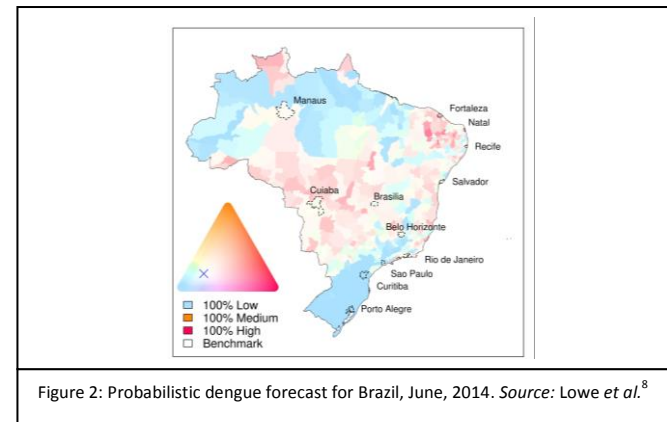 Manaus
Fortaleza
Natal
Recife
Salvador
Cuiaba
Brasilia
Belo Horizonte
Rio de Janeiro
Sao Paulo
Curitiba
Porto Alegre
100% Low
100% Medium
100% High
Benchmark
Figure 2: Probabilistic dengue forecast for Brazil, June, 2014. Source: Lowe et al.⁸